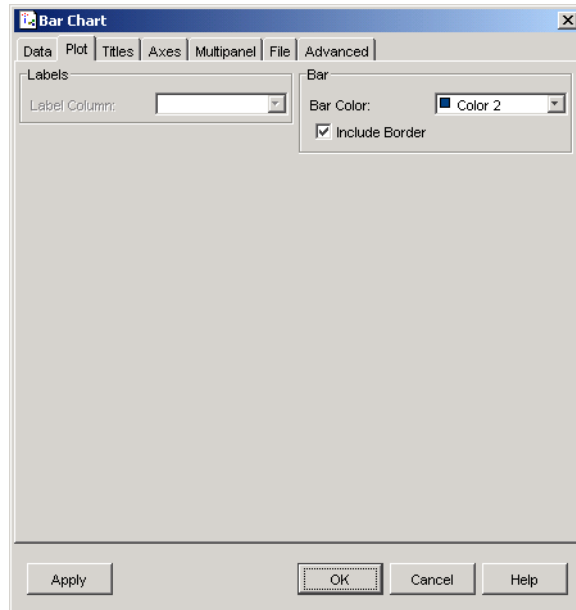 Bar Chart
Data Plot Titles Axes Multipanel File Advanced
Labels
Label Column:
Bar
Bar Color: Color 2
Include Border
Apply OK Cancel Help